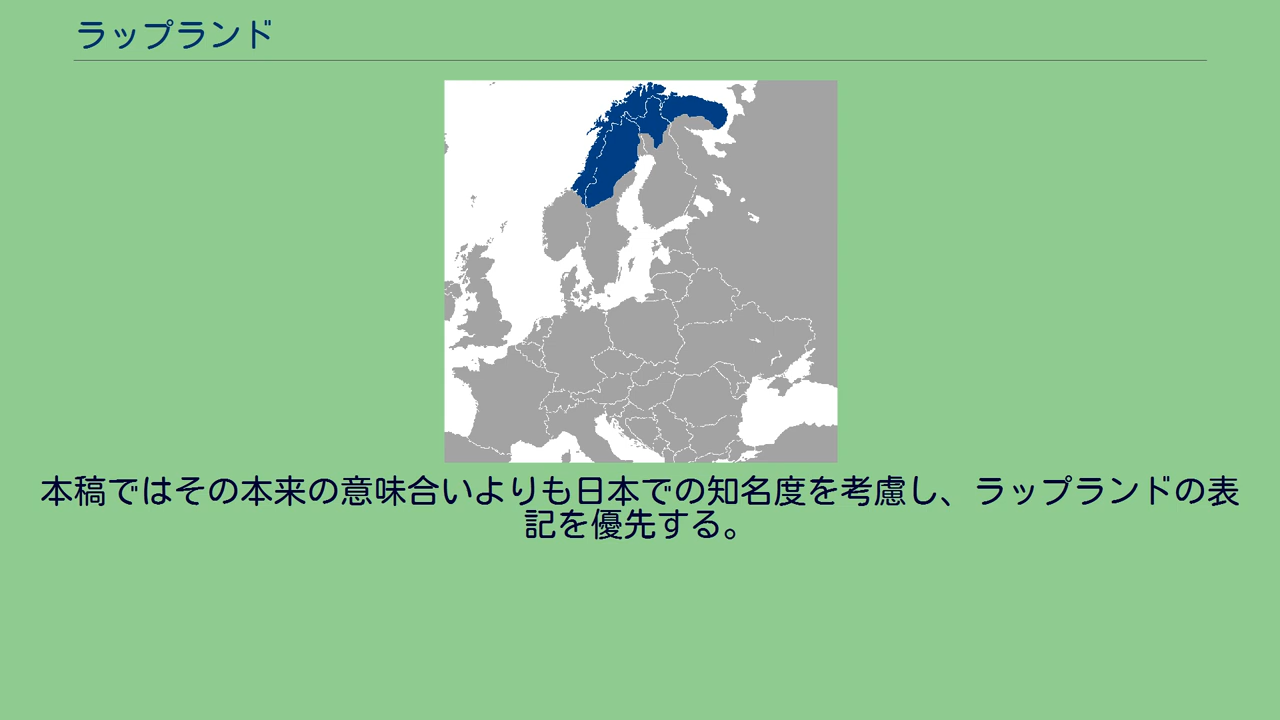 ラップランド
本稿ではその本来の意味合いよりも日本での知名度を考慮し、ラップランドの表
記を優先する。